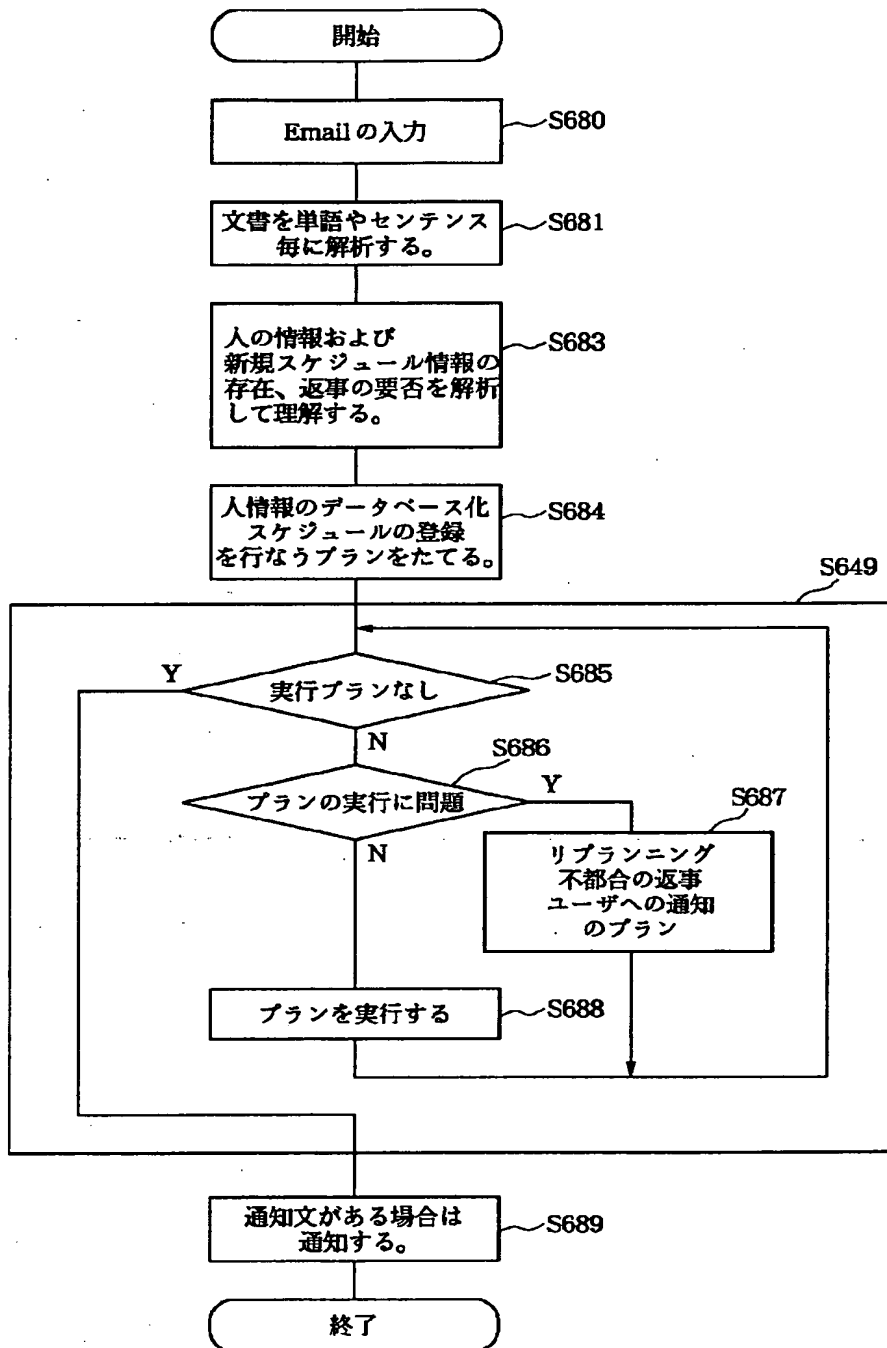 開始
Emailの入力
S680
文書を単語やセンテンス
毎に解析する。
S681
人の情報および
新規スケジュール情報の
存在、返事の要否を解析
して理解する。
S683
人情報のデータベース化
スケジュールの登録
を行なうプランをたてる。
S684
S649
Y
実行プランなし
S685
N
S686
プランの実行に問題
Y
S687
N
リプランニング
不都合の返事
ユーザへの通知
のプラン
プランを実行する
S688
通知文がある場合は
通知する。
S689
終了